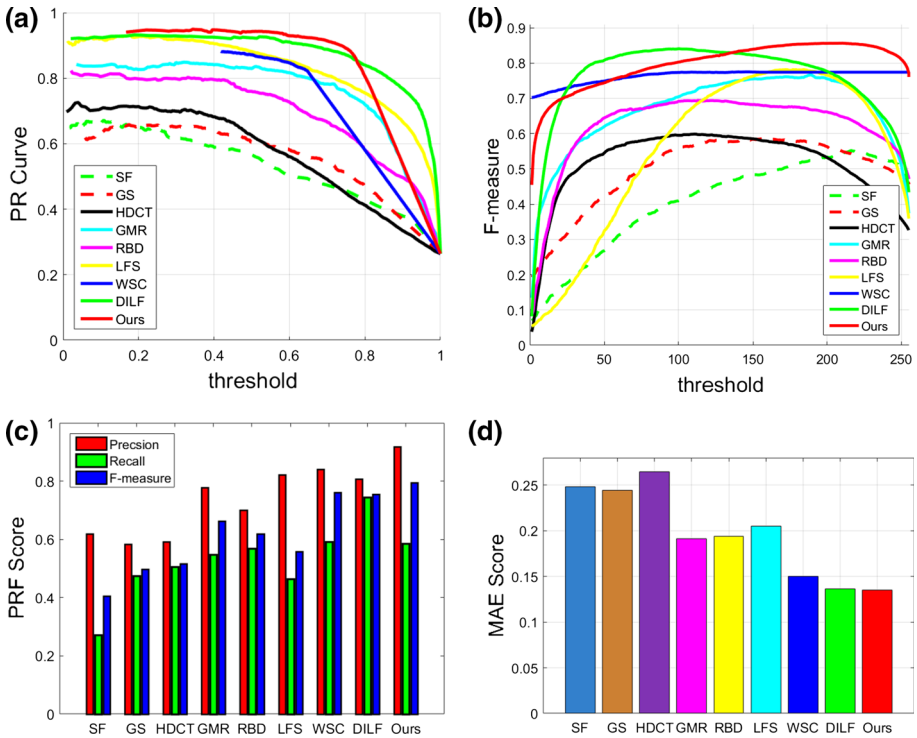 (a)
PR Curve
1
0.8
0.6
0.4
0.2
0
SF
GS
HDCT
GMR
RBD
LFS
WSC
DILF
Ours
0 0.2 0.4 0.6 0.8 1
threshold
(b)
F-measure
0.9
0.8
0.7
0.6
0.5
0.4
0.3
0.2
0.1
0
SF
GS
HDCT
GMR
RBD
LFS
WSC
DILF
Ours
0 50 100 150 200 250
threshold
(c)
PRF Score
1
0.8
0.6
0.4
0.2
0
Precsion
Recall
F-measure
SF GS HDCT GMR RBD LFS WSC DILF Ours
(d)
MAE Score
0.25
0.2
0.15
0.1
0.05
0
SF GS HDCT GMR RBD LFS WSC DILF Ours